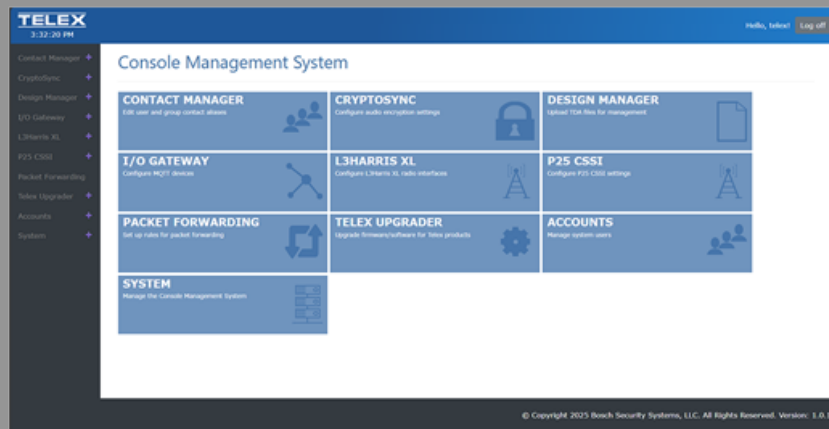 TELEX
3:32:20 PM
Hello, telex!
Log off
Contact Manager +
CryptoSync +
Design Manager +
I/O Gateway +
L3Harris XL +
P25 CSSI +
Packet Forwarding
Telex Upgrader +
Accounts +
System +
Console Management System
CONTACT MANAGER
Edit user and group contact aliases
CRYPTOSYNC
Configure audio encryption settings
DESIGN MANAGER
Upload TDA files for management
I/O GATEWAY
Configure MQTT devices
L3HARRIS XL
Configure L3Harris XL radio interfaces
P25 CSSI
Configure P25 CSSI settings
PACKET FORWARDING
Set up rules for packet forwarding
TELEX UPGRADER
Upgrade firmware/software for Telex products
ACCOUNTS
Manage system users
SYSTEM
Manage the Console Management System
© Copyright 2025 Bosch Security Systems, LLC. All Rights Reserved. Version: 1.0.